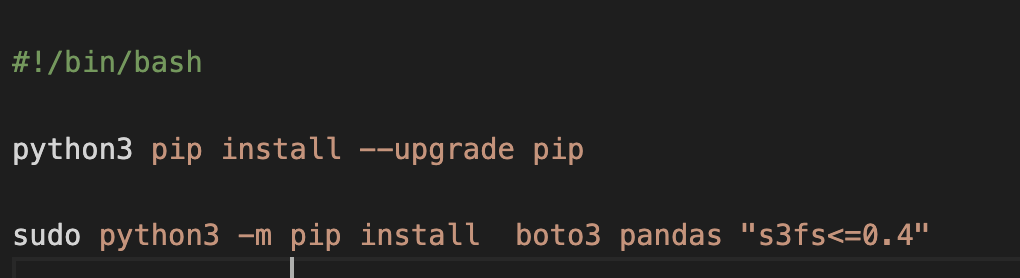 #!/bin/bash
python3 pip install --upgrade pip
sudo python3 -m pip install  boto3 pandas "s3fs<=0.4"